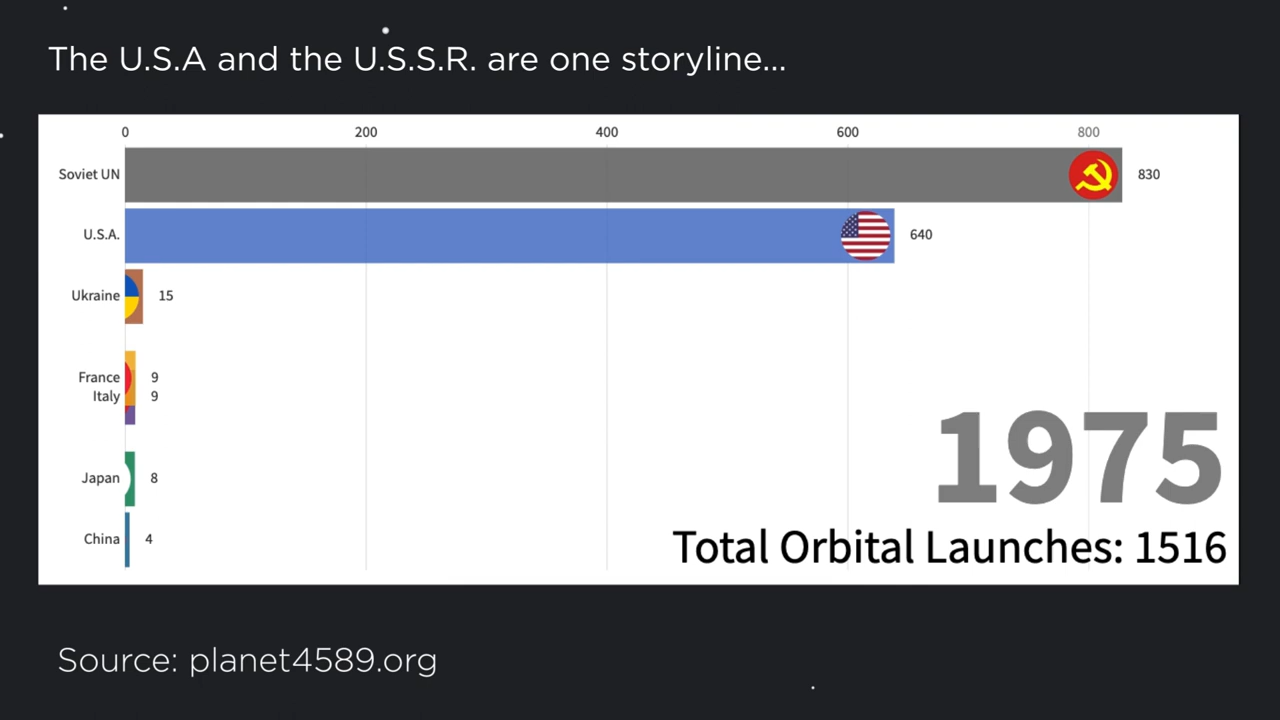 The U.S.A and the U.S.S.R. are one storyline...
0 200 400 600 800
Soviet UN 830
U.S.A. 640
Ukraine 15
France 9
Italy 9
Japan 8
China 4
1975
Total Orbital Launches: 1516
Source: planet4589.org